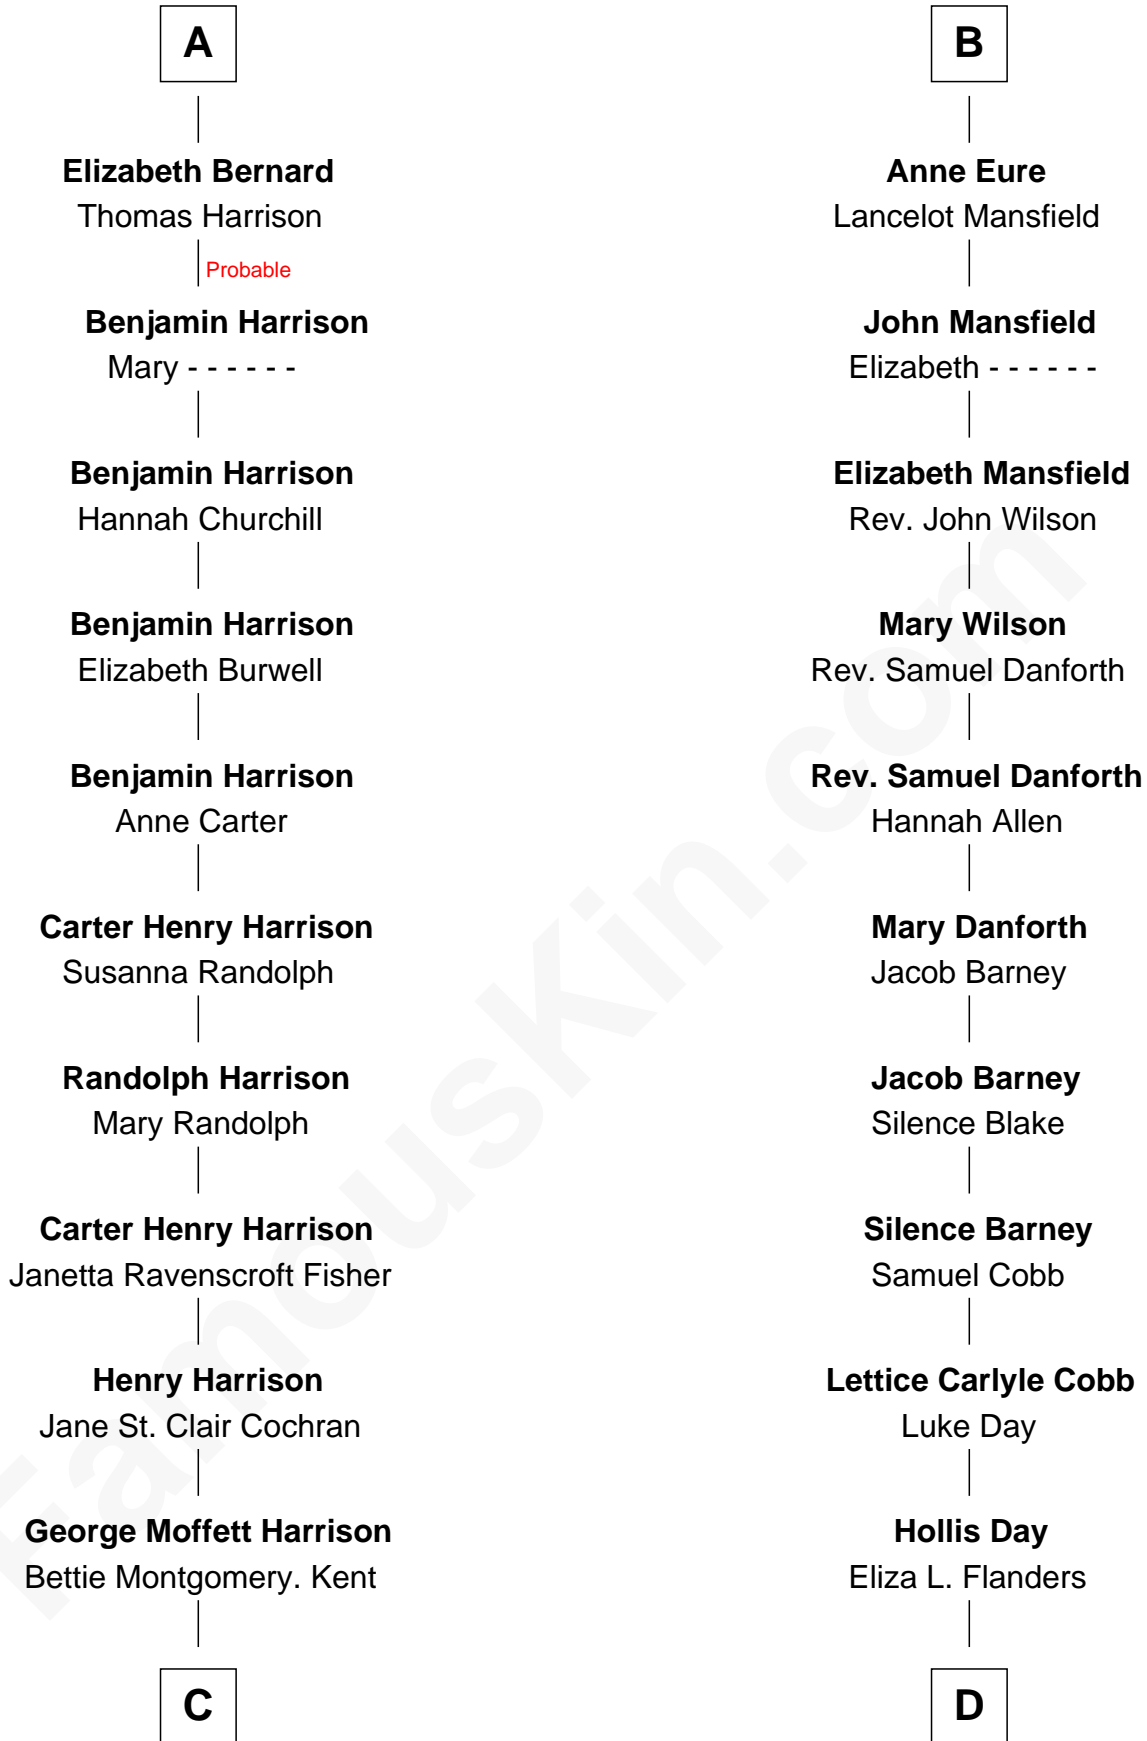 A
Elizabeth Bernard
Thomas Harrison
Probable
Benjamin Harrison
Mary - - - - - -
Benjamin Harrison
Hannah Churchill
Benjamin Harrison
Elizabeth Burwell
Benjamin Harrison
Anne Carter
Carter Henry Harrison
Susanna Randolph
Randolph Harrison
Mary Randolph
Carter Henry Harrison
Janetta Ravenscroft Fisher
Henry Harrison
Jane St. Clair Cochran
George Moffett Harrison
Bettie Montgomery. Kent
C
B
Anne Eure
Lancelot Mansfield
John Mansfield
Elizabeth - - - - - -
Elizabeth Mansfield
Rev. John Wilson
Mary Wilson
Rev. Samuel Danforth
Rev. Samuel Danforth
Hannah Allen
Mary Danforth
Jacob Barney
Jacob Barney
Silence Blake
Silence Barney
Samuel Cobb
Lettice Carlyle Cobb
Luke Day
Hollis Day
Eliza L. Flanders
D
FamousKin.com